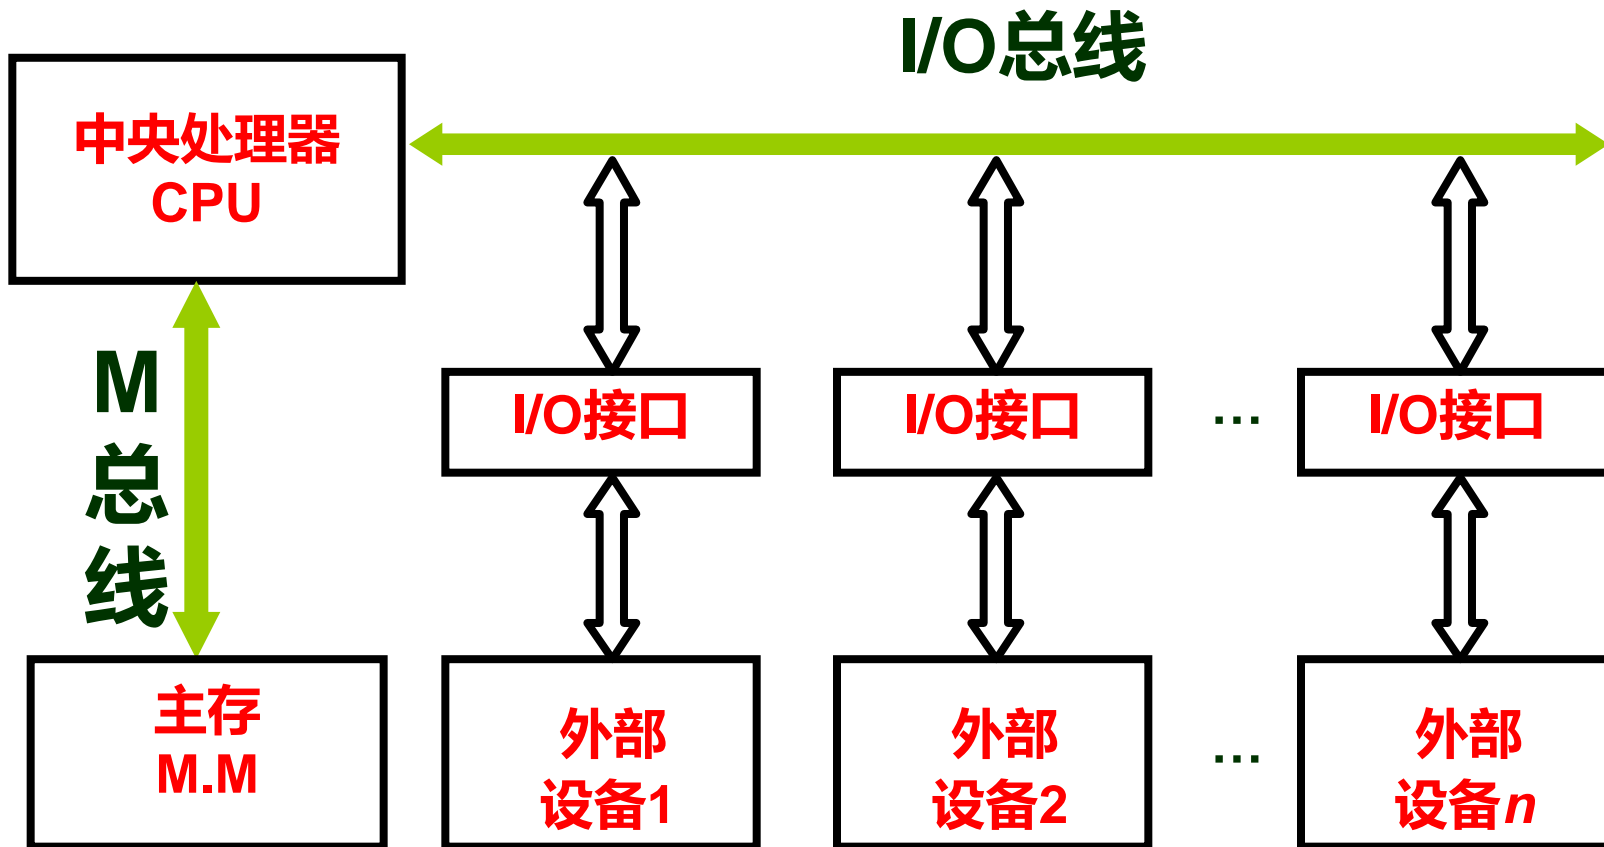 I/O总线
中央处理器
CPU
M
总
线
I/O接口
I/O接口
…
I/O接口
主存
M.M
外部
设备1
外部
设备2
…
外部
设备n